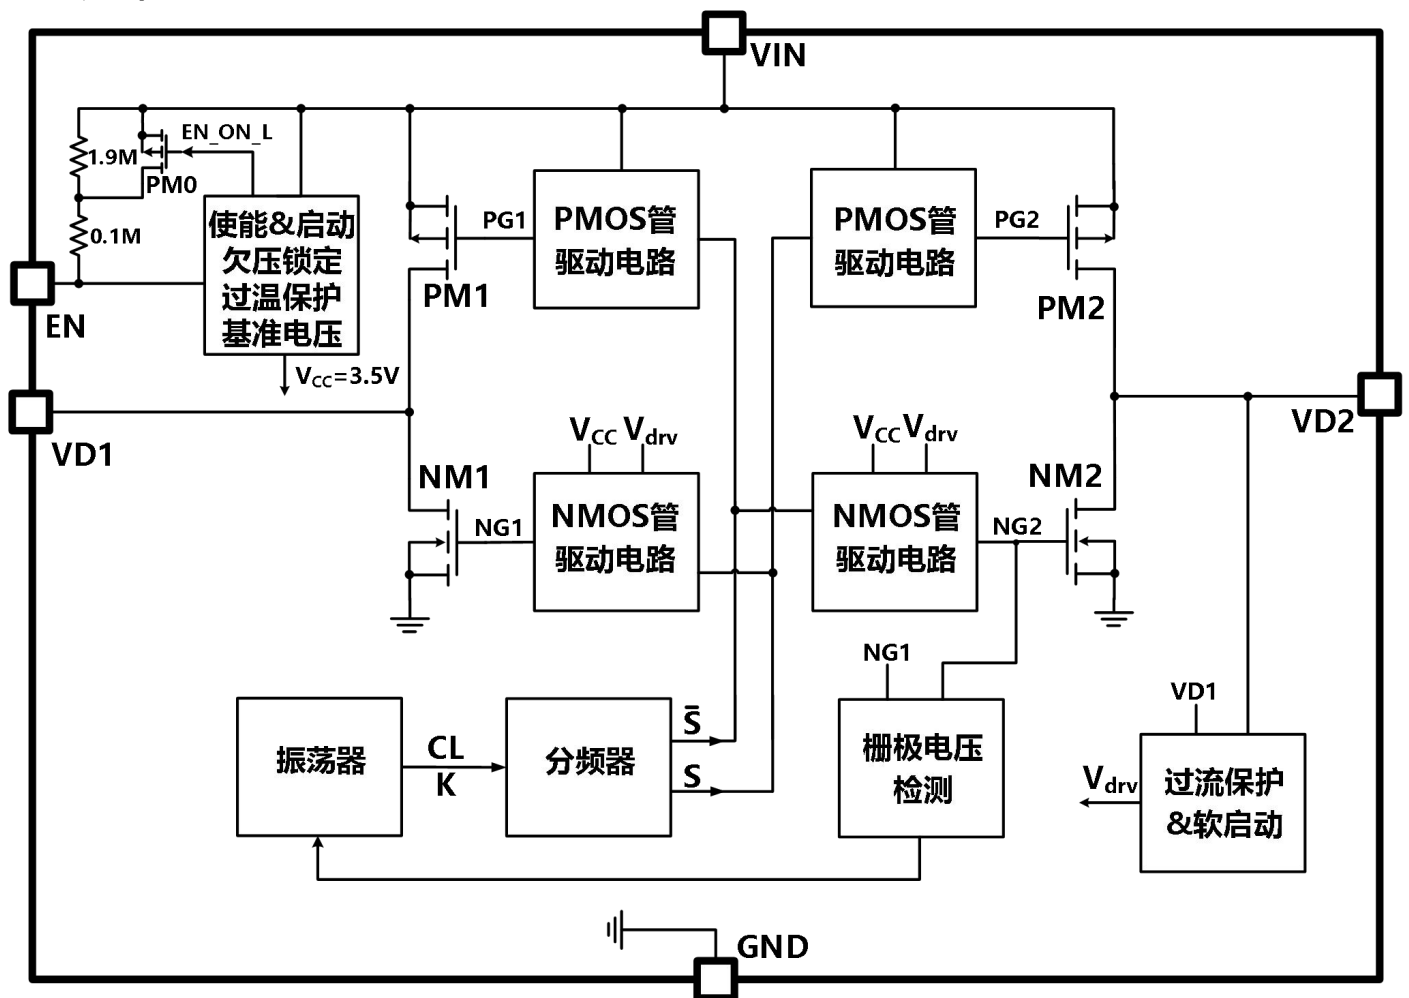 VIN
EN_ON_L
1.9M
PM0
0.1M
使能&启动
欠压锁定
过温保护
基准电压
EN
VCC=3.5V
PG1
PMOS管
驱动电路
PM1
PMOS管
驱动电路
PG2
PM2
VD1
VD2
NM1
NG1
VCC Vdrv
NMOS管
驱动电路
VCC Vdrv
NMOS管
驱动电路
NG2
NM2
振荡器
CL
K
分频器
S̄
S
NG1
栅极电压
检测
VD1
Vdrv
过流保护
&软启动
GND